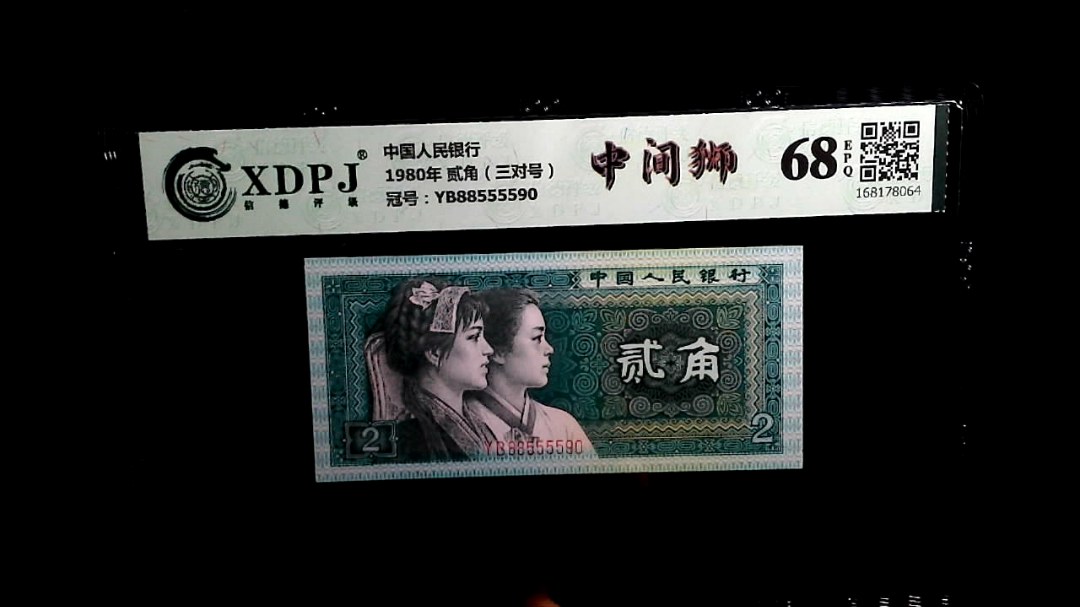 XDPJ®
信德评级
中国人民银行
1980年 贰角（三对号）
冠号：YB88555590
中间狮
68
EPQ
168178064
中国人民银行
贰角
2
2
YB88555590